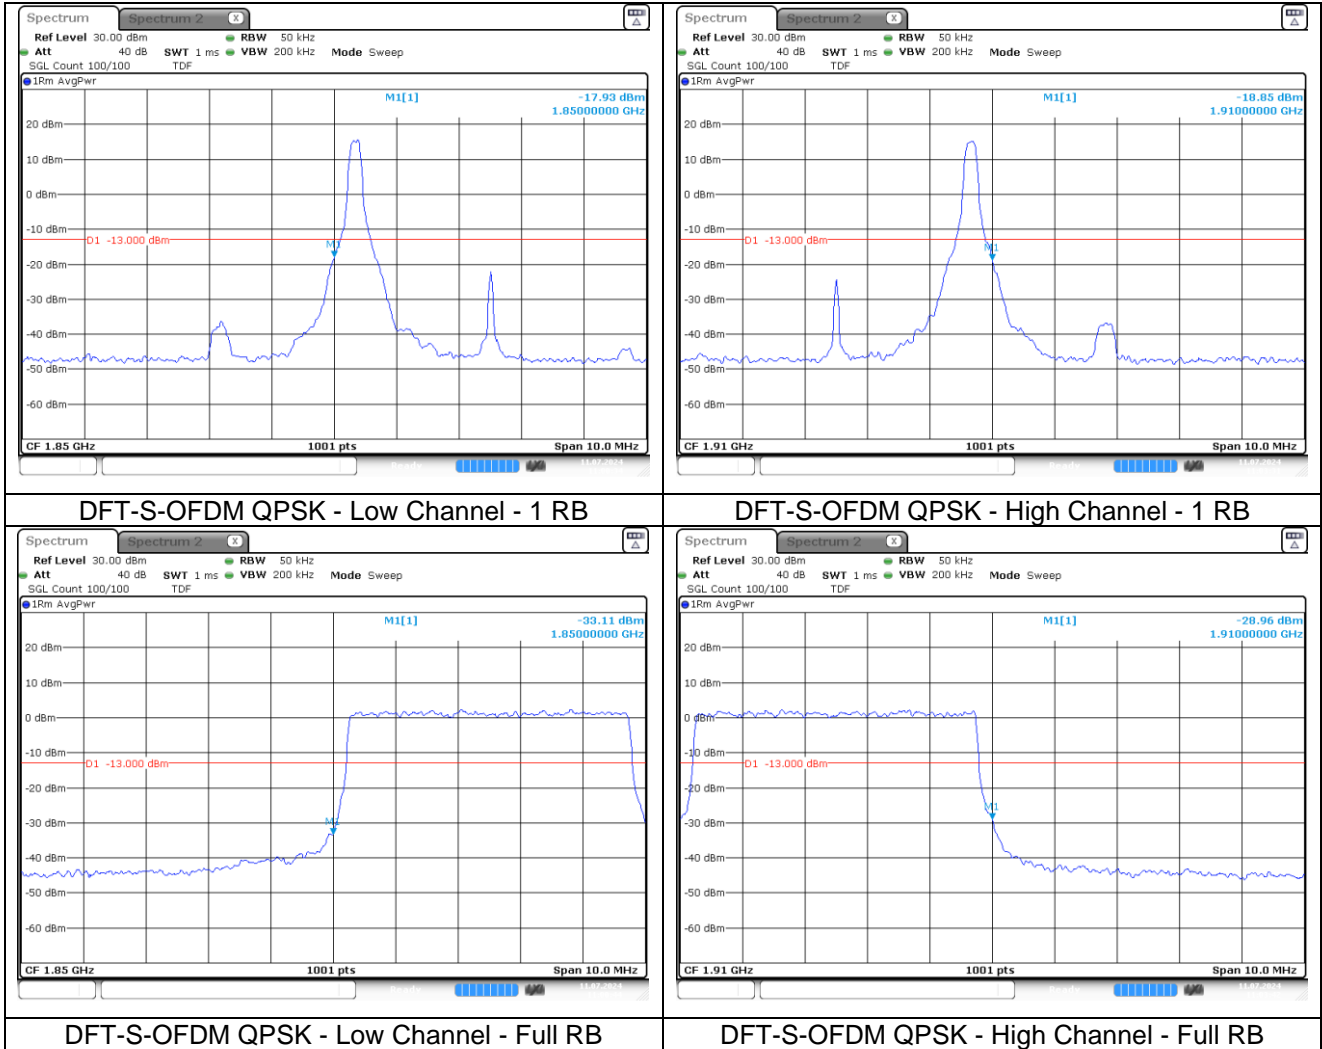 Spectrum Spectrum 2 X
Ref Level 30.00 dBm RBW 50 kHz
Att 40 dB SWT 1 ms VBW 200 kHz Mode Sweep
SGL Count 100/100 TDF
1Rm AvgPwr
M1[1] -17.93 dBm
1.85000000 GHz
20 dBm
10 dBm
0 dBm
-10 dBm
D1 -13.000 dBm
M1
-20 dBm
-30 dBm
-40 dBm
-50 dBm
-60 dBm
CF 1.85 GHz 1001 pts Span 10.0 MHz
Ready 11.07.2024
DFT-S-OFDM QPSK - Low Channel - 1 RB
Spectrum Spectrum 2 X
Ref Level 30.00 dBm RBW 50 kHz
Att 40 dB SWT 1 ms VBW 200 kHz Mode Sweep
SGL Count 100/100 TDF
1Rm AvgPwr
M1[1] -18.85 dBm
1.91000000 GHz
20 dBm
10 dBm
0 dBm
-10 dBm
D1 -13.000 dBm
M1
-20 dBm
-30 dBm
-40 dBm
-50 dBm
-60 dBm
CF 1.91 GHz 1001 pts Span 10.0 MHz
Ready 11.07.2024
DFT-S-OFDM QPSK - High Channel - 1 RB
Spectrum Spectrum 2 X
Ref Level 30.00 dBm RBW 50 kHz
Att 40 dB SWT 1 ms VBW 200 kHz Mode Sweep
SGL Count 100/100 TDF
1Rm AvgPwr
M1[1] -33.11 dBm
1.85000000 GHz
20 dBm
10 dBm
0 dBm
-10 dBm
D1 -13.000 dBm
-20 dBm
-30 dBm
M1
-40 dBm
-50 dBm
-60 dBm
CF 1.85 GHz 1001 pts Span 10.0 MHz
DFT-S-OFDM QPSK - Low Channel - Full RB
Spectrum Spectrum 2 X
Ref Level 30.00 dBm RBW 50 kHz
Att 40 dB SWT 1 ms VBW 200 kHz Mode Sweep
SGL Count 100/100 TDF
1Rm AvgPwr
M1[1] -28.96 dBm
1.91000000 GHz
20 dBm
10 dBm
0 dBm
-10 dBm
D1 -13.000 dBm
-20 dBm
M1
-30 dBm
-40 dBm
-50 dBm
-60 dBm
CF 1.91 GHz 1001 pts Span 10.0 MHz
DFT-S-OFDM QPSK - High Channel - Full RB